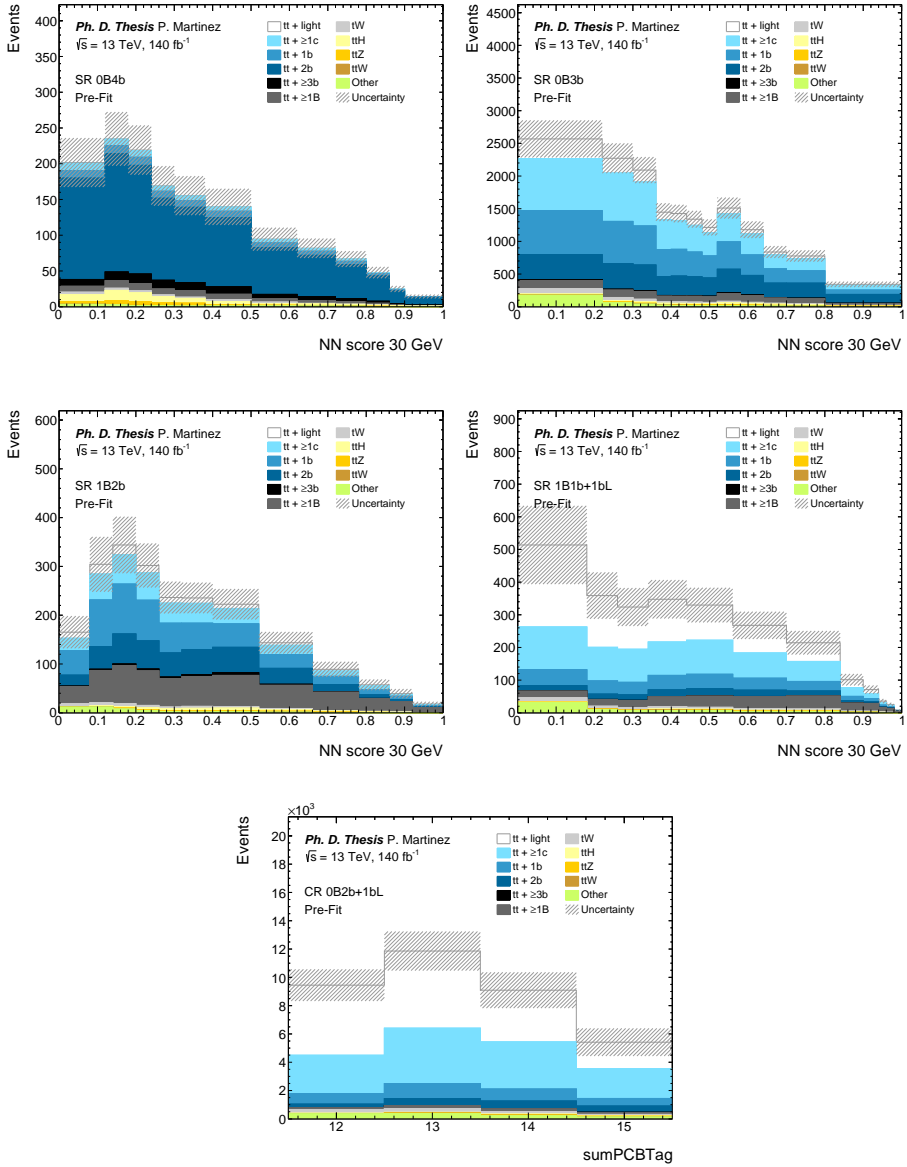 Events
400
350
300
250
200
150
100
50
0
Ph. D. Thesis P. Martinez
√s = 13 TeV, 140 fb-1
SR 0B4b
Pre-Fit
tt + light tW
tt + ≥1c ttH
tt + 1b ttZ
tt + 2b ttW
tt + ≥3b Other
tt + ≥1B Uncertainty
0 0.1 0.2 0.3 0.4 0.5 0.6 0.7 0.8 0.9 1
NN score 30 GeV
Events
4500
4000
3500
3000
2500
2000
1500
1000
500
0
Ph. D. Thesis P. Martinez
√s = 13 TeV, 140 fb-1
SR 0B3b
Pre-Fit
tt + light tW
tt + ≥1c ttH
tt + 1b ttZ
tt + 2b ttW
tt + ≥3b Other
tt + ≥1B Uncertainty
0 0.1 0.2 0.3 0.4 0.5 0.6 0.7 0.8 0.9 1
NN score 30 GeV
Events
600
500
400
300
200
100
0
Ph. D. Thesis P. Martinez
√s = 13 TeV, 140 fb-1
SR 1B2b
Pre-Fit
tt + light tW
tt + ≥1c ttH
tt + 1b ttZ
tt + 2b ttW
tt + ≥3b Other
tt + ≥1B Uncertainty
0 0.1 0.2 0.3 0.4 0.5 0.6 0.7 0.8 0.9 1
NN score 30 GeV
Events
900
800
700
600
500
400
300
200
100
0
Ph. D. Thesis P. Martinez
√s = 13 TeV, 140 fb-1
SR 1B1b+1bL
Pre-Fit
tt + light tW
tt + ≥1c ttH
tt + 1b ttZ
tt + 2b ttW
tt + ≥3b Other
tt + ≥1B Uncertainty
0 0.1 0.2 0.3 0.4 0.5 0.6 0.7 0.8 0.9 1
NN score 30 GeV
×103
Events
20
18
16
14
12
10
8
6
4
2
0
Ph. D. Thesis P. Martinez
√s = 13 TeV, 140 fb-1
CR 0B2b+1bL
Pre-Fit
tt + light tW
tt + ≥1c ttH
tt + 1b ttZ
tt + 2b ttW
tt + ≥3b Other
tt + ≥1B Uncertainty
12 13 14 15
sumPCBTag